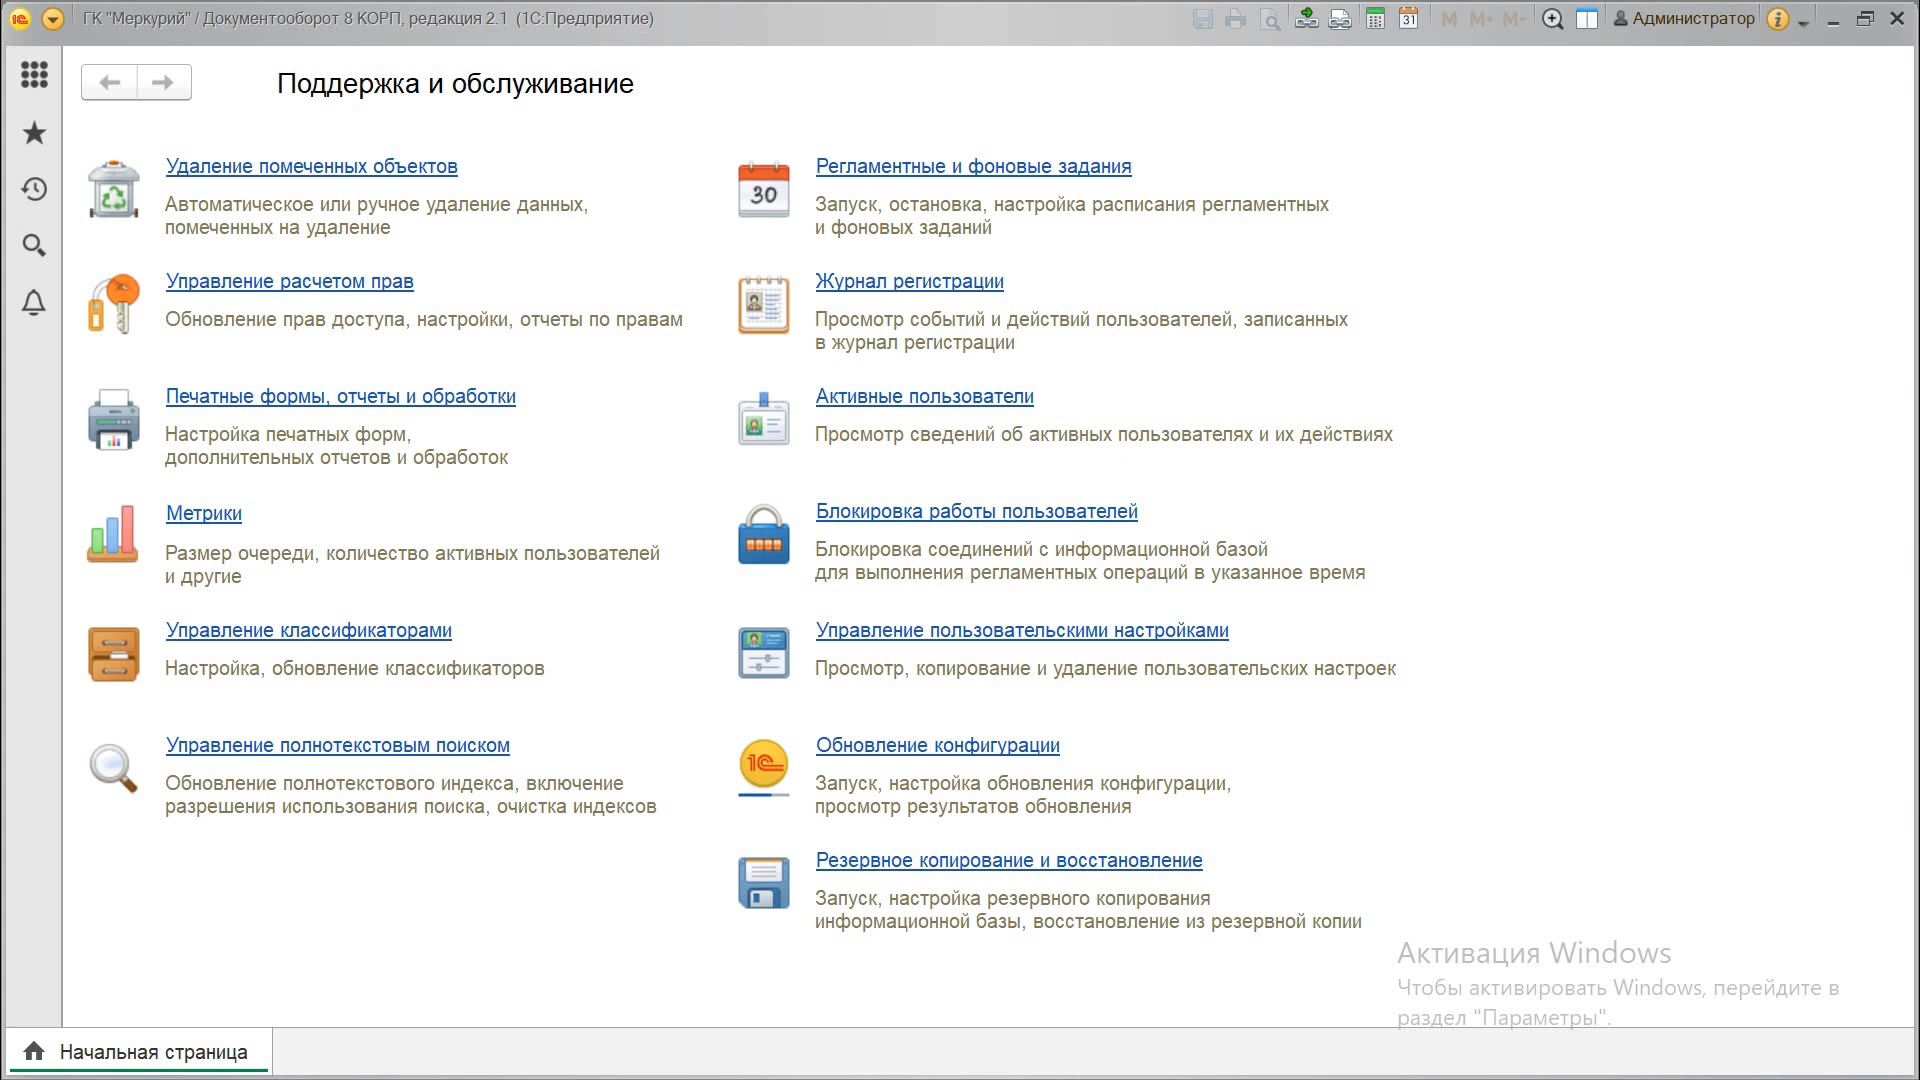 ГК "Меркурий" / Документооборот 8 КОРП, редакция 2.1 (1С:Предприятие)
31
M M+ M-
Администратор
Поддержка и обслуживание
Удаление помеченных объектов
Автоматическое или ручное удаление данных,
помеченных на удаление
Управление расчетом прав
Обновление прав доступа, настройки, отчеты по правам
Печатные формы, отчеты и обработки
Настройка печатных форм,
дополнительных отчетов и обработок
Метрики
Размер очереди, количество активных пользователей
и другие
Управление классификаторами
Настройка, обновление классификаторов
Управление полнотекстовым поиском
Обновление полнотекстового индекса, включение
разрешения использования поиска, очистка индексов
30
Регламентные и фоновые задания
Запуск, остановка, настройка расписания регламентных
и фоновых заданий
Журнал регистрации
Просмотр событий и действий пользователей, записанных
в журнал регистрации
Активные пользователи
Просмотр сведений об активных пользователях и их действиях
Блокировка работы пользователей
Блокировка соединений с информационной базой
для выполнения регламентных операций в указанное время
Управление пользовательскими настройками
Просмотр, копирование и удаление пользовательских настроек
1С
Обновление конфигурации
Запуск, настройка обновления конфигурации,
просмотр результатов обновления
Резервное копирование и восстановление
Запуск, настройка резервного копирования
информационной базы, восстановление из резервной копии
Активация Windows
Чтобы активировать Windows, перейдите в
раздел "Параметры".
Начальная страница